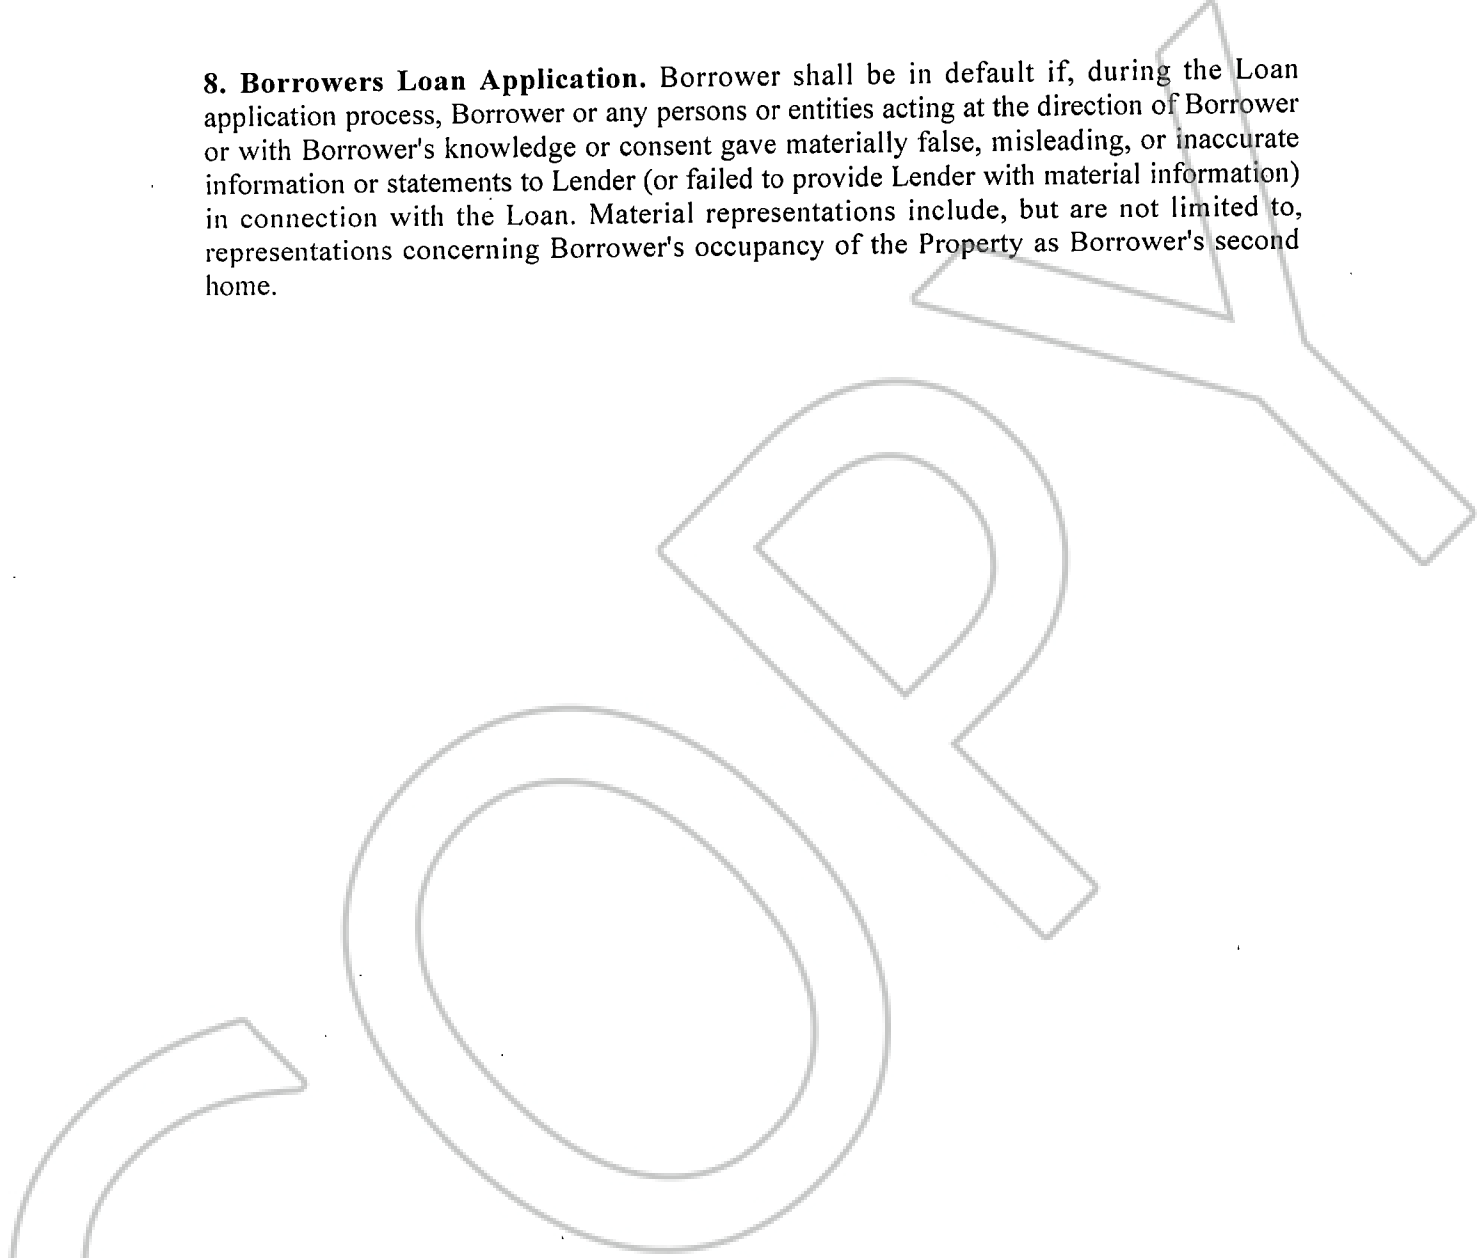 8. Borrowers Loan Application. Borrower shall be in default if, during the Loan
application process, Borrower or any persons or entities acting at the direction of Borrower
or with Borrower's knowledge or consent gave materially false, misleading, or inaccurate
information or statements to Lender (or failed to provide Lender with material information)
in connection with the Loan. Material representations include, but are not limited to,
representations concerning Borrower's occupancy of the Property as Borrower's second
home.
COPY